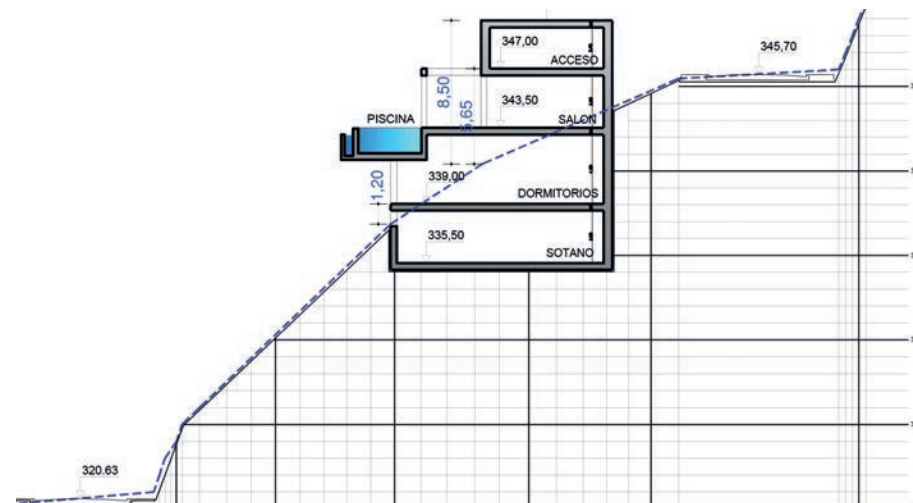 347,00
345,70
ACCESO
8,50
5,65
343,50
PISCINA
SALON
339,00
1,20
DORMITORIOS
335,50
SOTANO
320.63